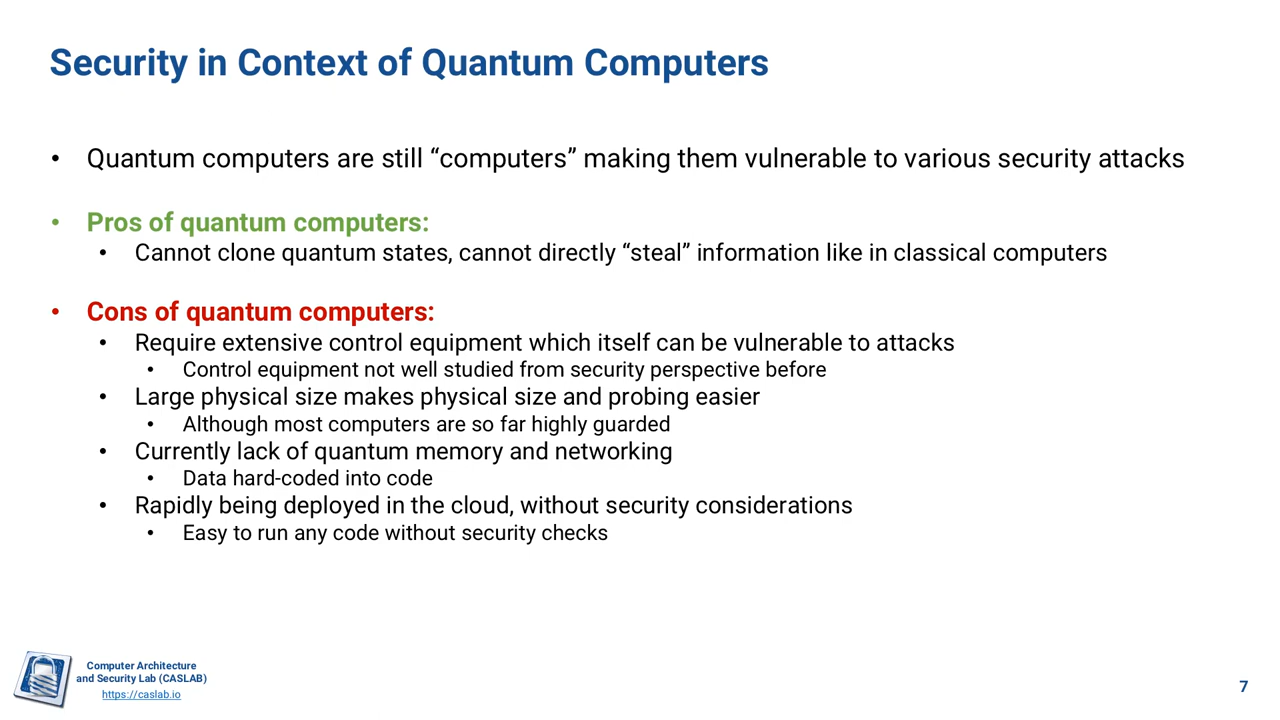 Security in Context of Quantum Computers
• Quantum computers are still “computers” making them vulnerable to various security attacks
• Pros of quantum computers:
• Cannot clone quantum states, cannot directly “steal” information like in classical computers
• Cons of quantum computers:
• Require extensive control equipment which itself can be vulnerable to attacks
• Control equipment not well studied from security perspective before
• Large physical size makes physical size and probing easier
• Although most computers are so far highly guarded
• Currently lack of quantum memory and networking
• Data hard-coded into code
• Rapidly being deployed in the cloud, without security considerations
• Easy to run any code without security checks
Computer Architecture
and Security Lab (CASLAB)
https://caslab.io
7